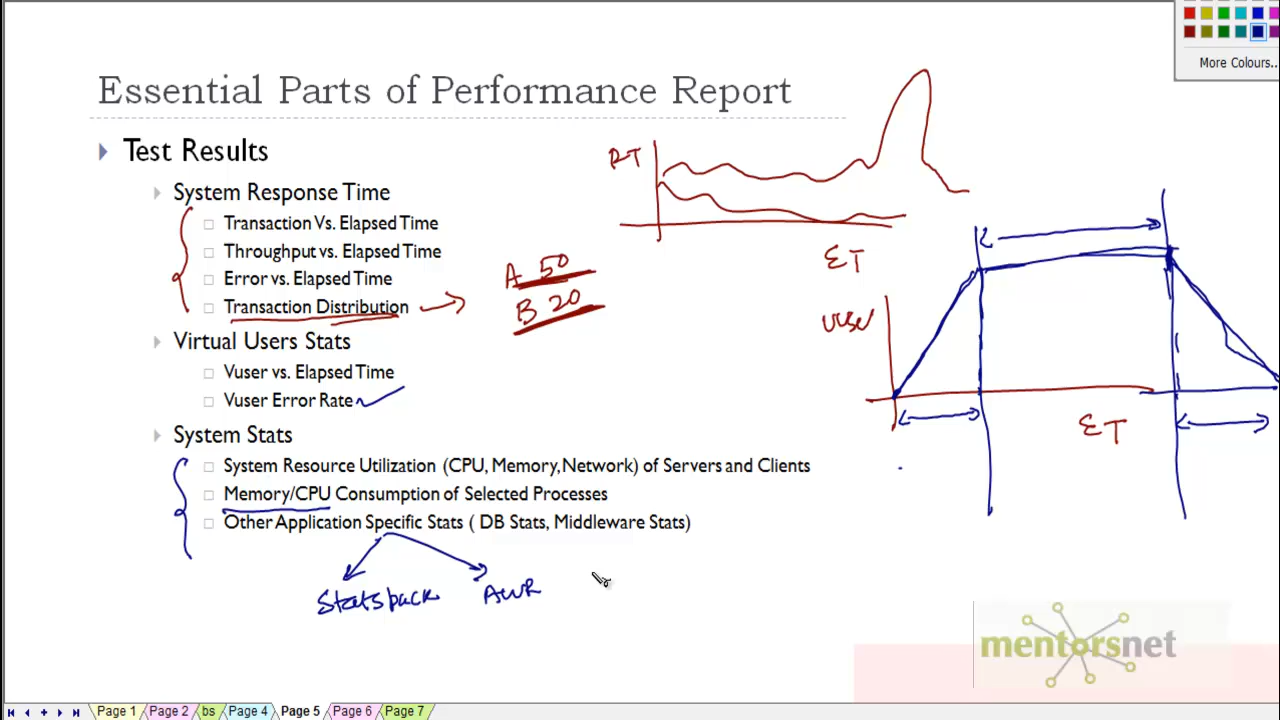 More Colours..
Essential Parts of Performance Report
Test Results
RT
System Response Time
Transaction Vs. Elapsed Time
Throughput vs. Elapsed Time
ET
A 50
Error vs. Elapsed Time
Transaction Distribution
B 20
Virtual Users Stats
Vuser vs. Elapsed Time
Vuser Error Rate
ET
System Stats
System Resource Utilization (CPU, Memory, Network) of Servers and Clients
Memory/CPU Consumption of Selected Processes
Other Application Specific Stats ( DB Stats, Middleware Stats)
Statspack
AWR
mentorsnet
Page 1 Page 2 bs Page 4 Page 5 Page 6 Page 7